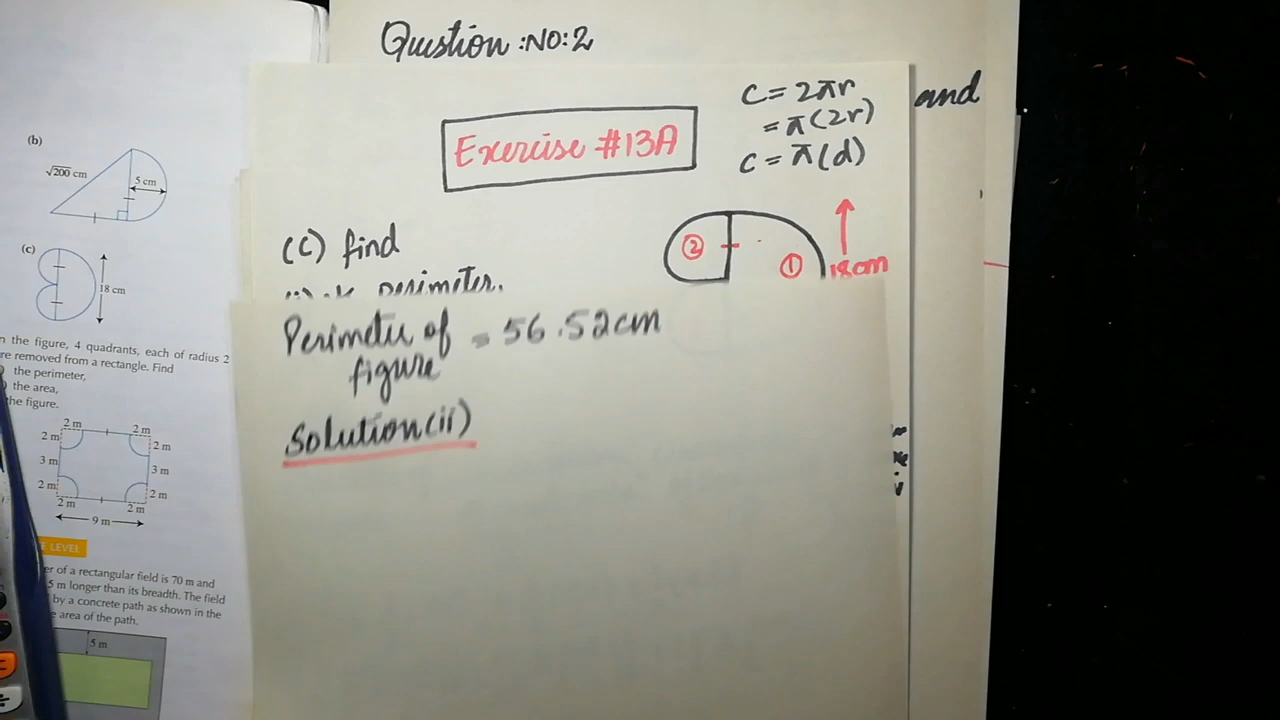 Question :NO:2
and
Exercise #13A
C = 2πr
= π(2r)
C = π(d)
(C) find
perimeter.
②
①
18cm
Perimeter of = 56.52cm
figure
Solution(ii)
(b)
√200 cm
5 cm
(c)
18 cm
n the figure, 4 quadrants, each of radius 2
re removed from a rectangle. Find
the perimeter,
the area,
the figure.
2 m 2 m
2 m 2 m
3 m 3 m
2 m 2 m
2 m 2 m
9 m
E LEVEL
er of a rectangular field is 70 m and
5 m longer than its breadth. The field
by a concrete path as shown in the
e area of the path.
5 m